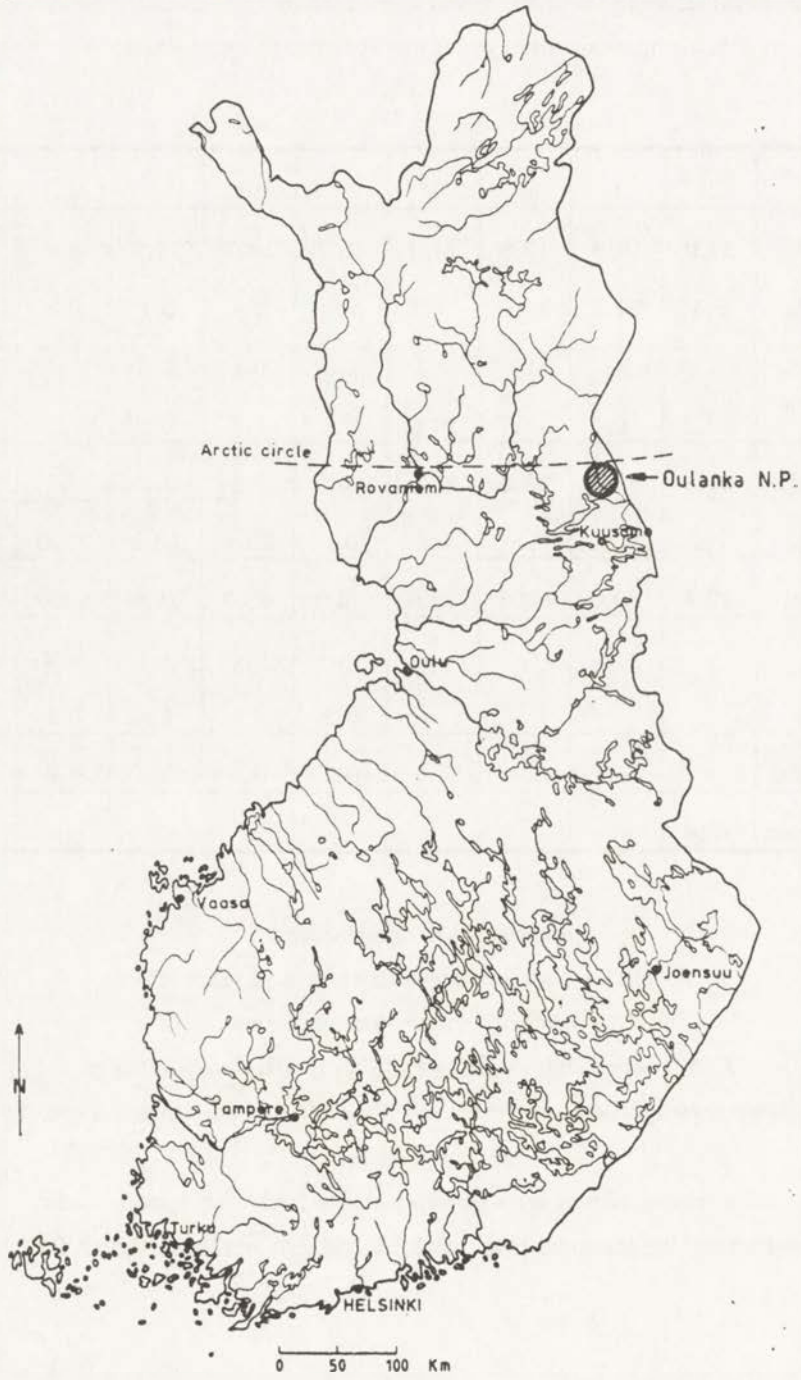 Arctic circle
Rovaniemi
Oulanka N.P.
Kuusamo
Oulu
Vaasa
Joensuu
N
Tampere
Turku
HELSINKI
0 50 100 Km